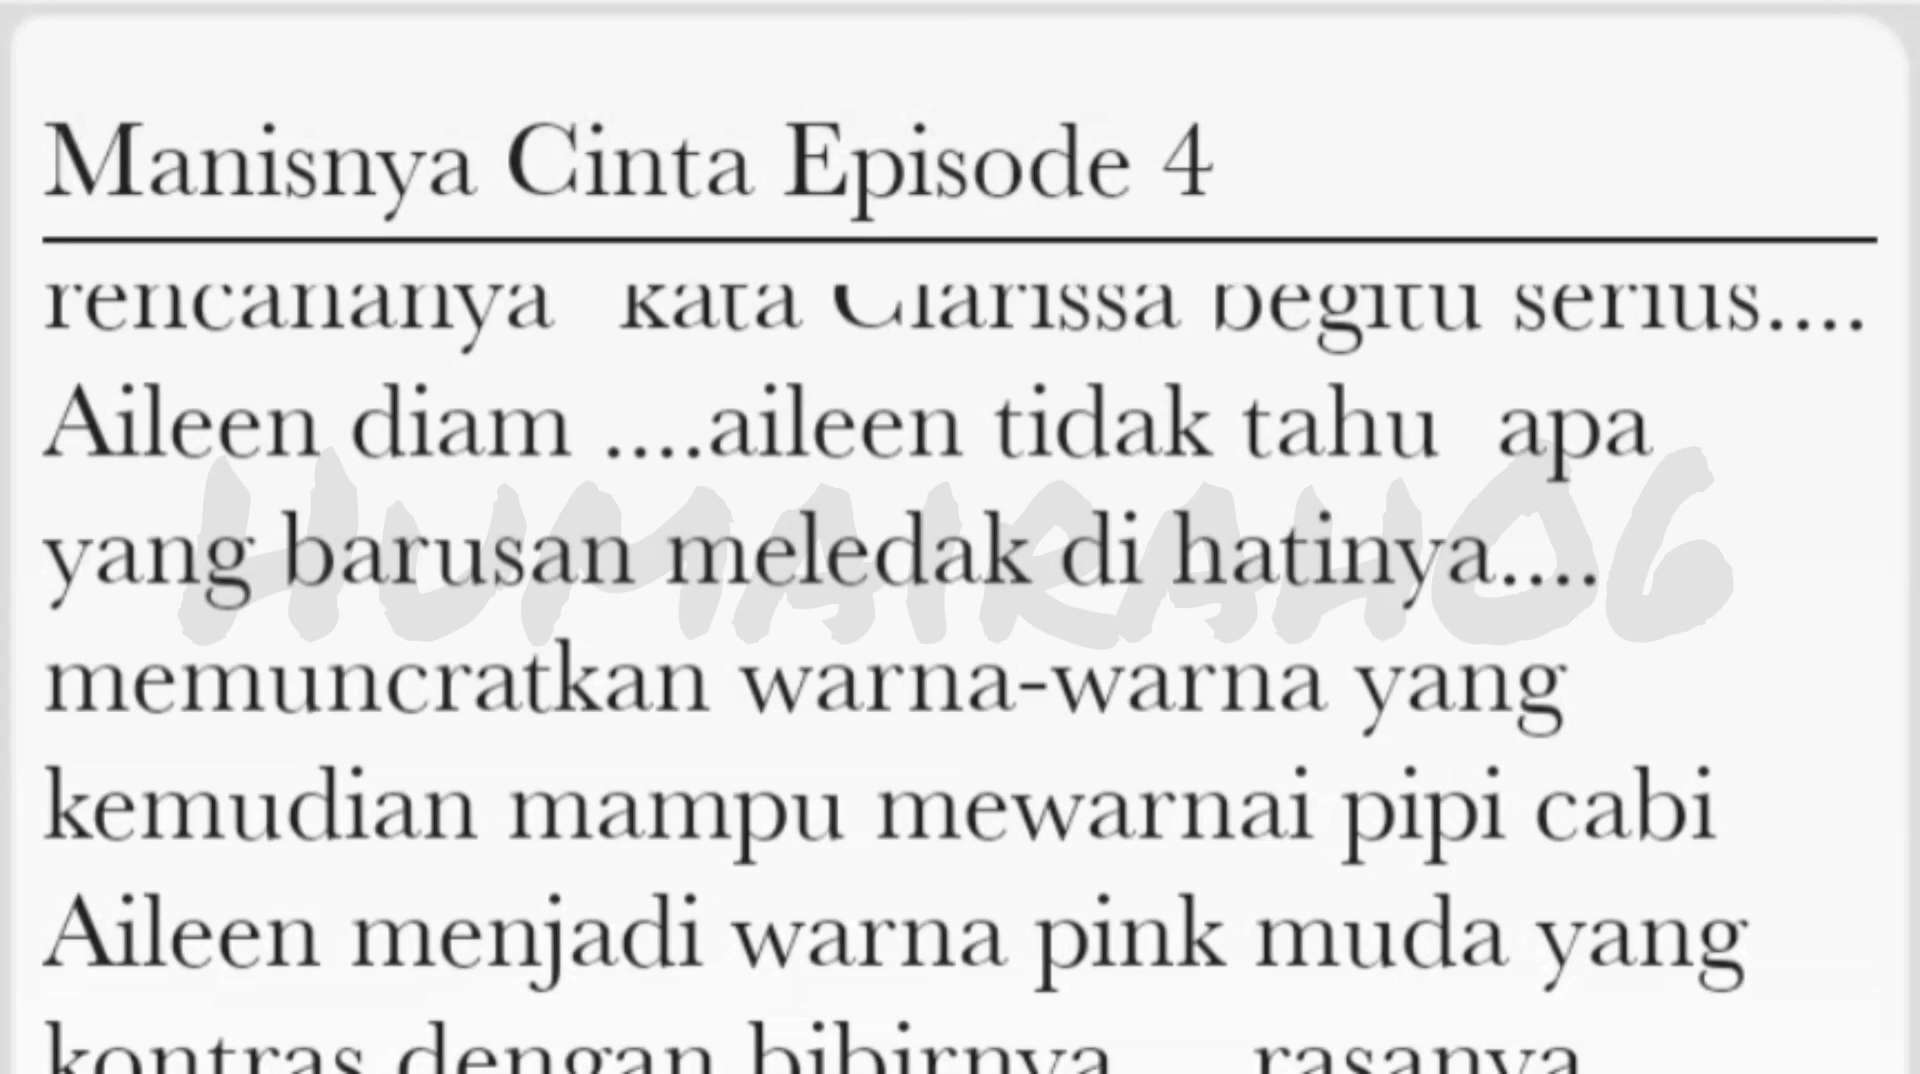 Manisnya Cinta Episode 4
rencananya kata Clarissa begitu serius....
Aileen diam ....aileen tidak tahu apa
yang barusan meledak di hatinya....
HUMAIRAH06
memuncratkan warna-warna yang
kemudian mampu mewarnai pipi cabi
Aileen menjadi warna pink muda yang
kontras dengan bibirnya.... rasanya